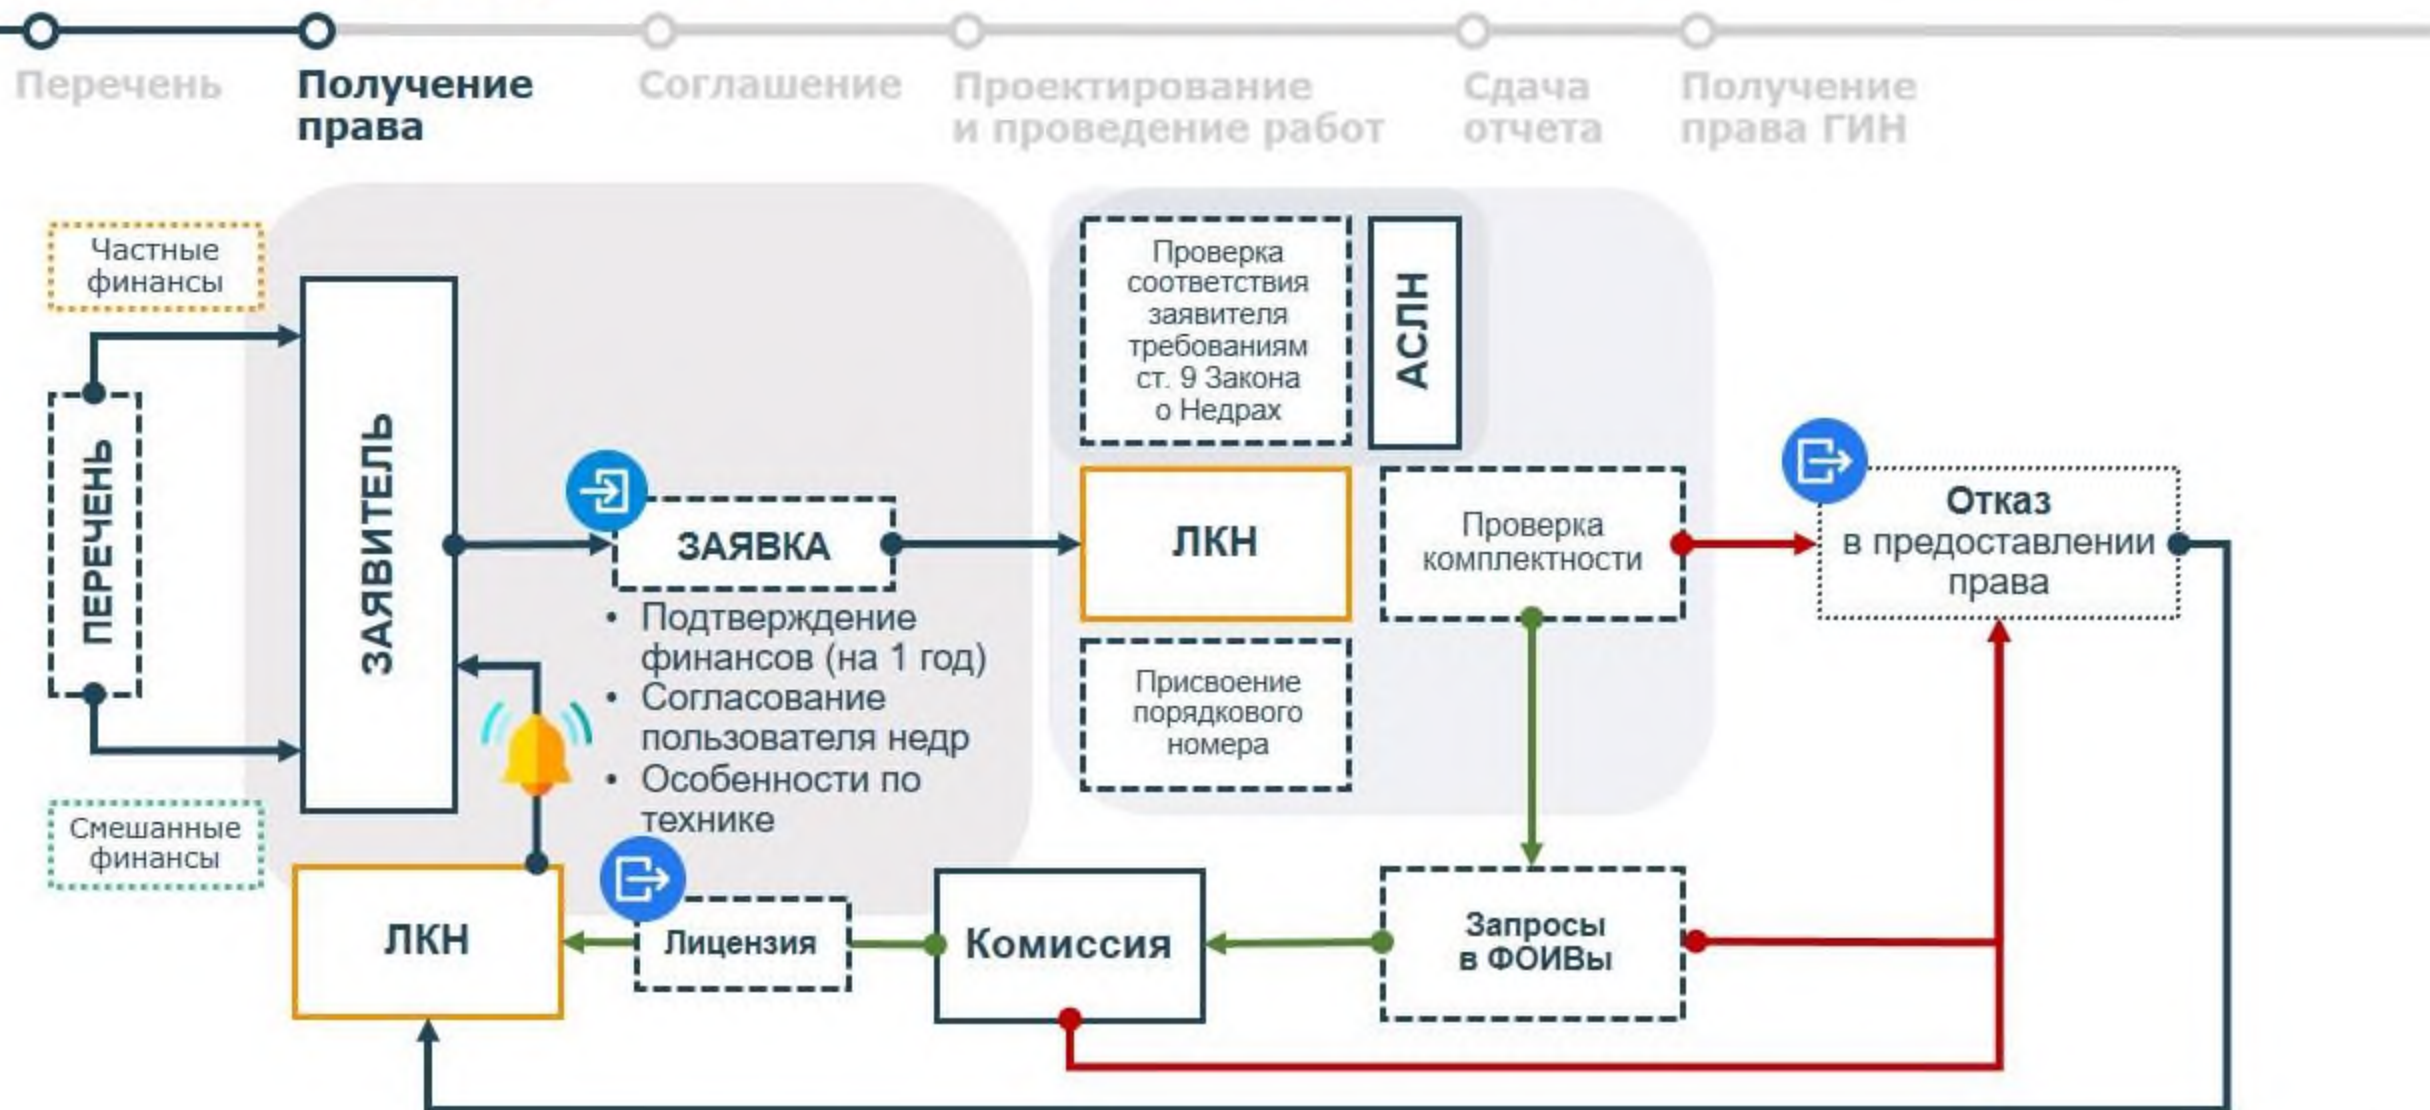 Перечень
Получение
права
Соглашение
Проектирование
и проведение работ
Сдача
отчета
Получение
права ГИН
Частные
финансы
ПЕРЕЧЕНЬ
Смешанные
финансы
ЗАЯВИТЕЛЬ
ЗАЯВКА
• Подтверждение
финансов (на 1 год)
• Согласование
пользователя недр
• Особенности по
технике
Проверка
соответствия
заявителя
требованиям
ст. 9 Закона
о Недрах
АСЛН
ЛКН
Проверка
комплектности
Присвоение
порядкового
номера
Отказ
в предоставлении
права
ЛКН
Лицензия
Комиссия
Запросы
в ФОИВы